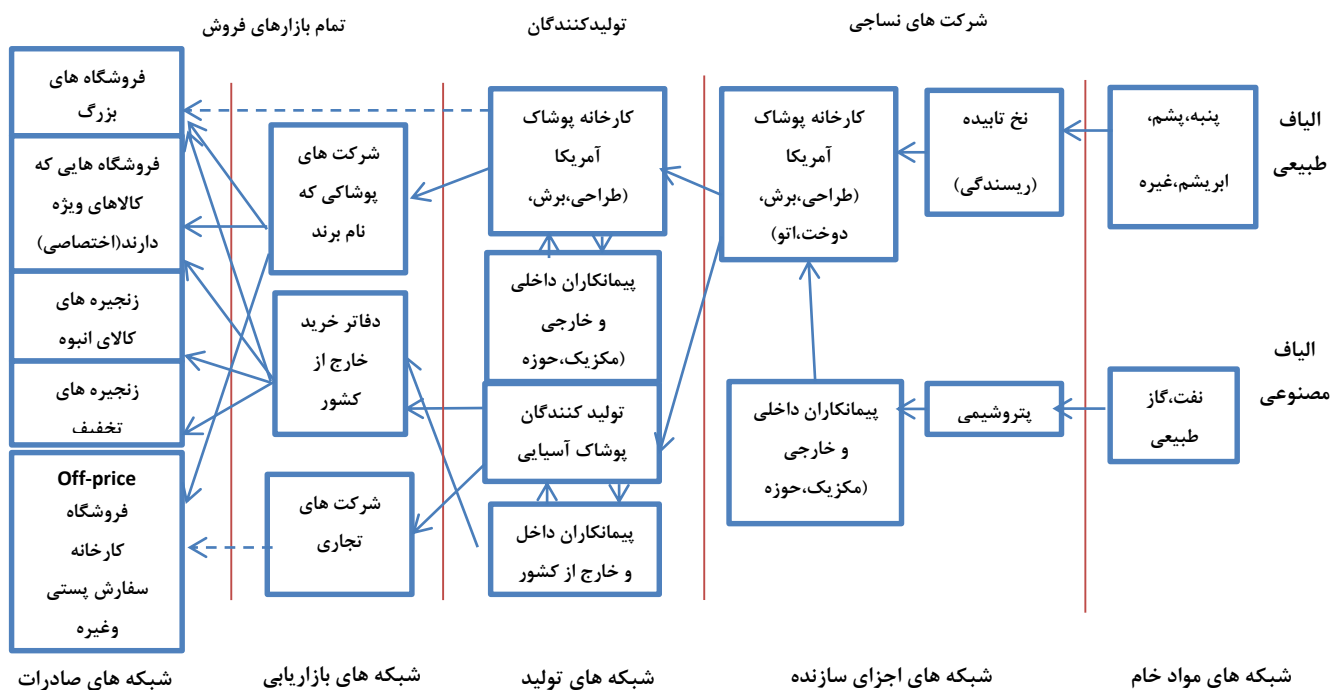 شرکت های نساجی
تولیدکنندگان
تمام بازارهای فروش
الیاف
طبیعی
پنبه،پشم،
ابریشم،غیره
نخ تابیده
(ریسندگی)
کارخانه پوشاک
آمریکا
(طراحی،برش،
دوخت،اتو)
کارخانه پوشاک
آمریکا
(طراحی،برش،
شرکت های
پوشاکی که
نام برند
فروشگاه های
بزرگ
فروشگاه هایی که
کالاهای ویژه
دارند(اختصاصی)
پیمانکاران داخلی
و خارجی
(مکزیک،حوزه
دفاتر خرید
خارج از
کشور
زنجیره های
کالای انبوه
زنجیره های
تخفیف
الیاف
مصنوعی
نفت،گاز
طبیعی
پتروشیمی
پیمانکاران داخلی
و خارجی
(مکزیک،حوزه
تولید کنندگان
پوشاک آسیایی
شرکت های
تجاری
پیمانکاران داخل
و خارج از کشور
Off-price
فروشگاه
کارخانه
سفارش پستی
وغیره
شبکه های مواد خام
شبکه های اجزای سازنده
شبکه های تولید
شبکه های بازاریابی
شبکه های صادرات